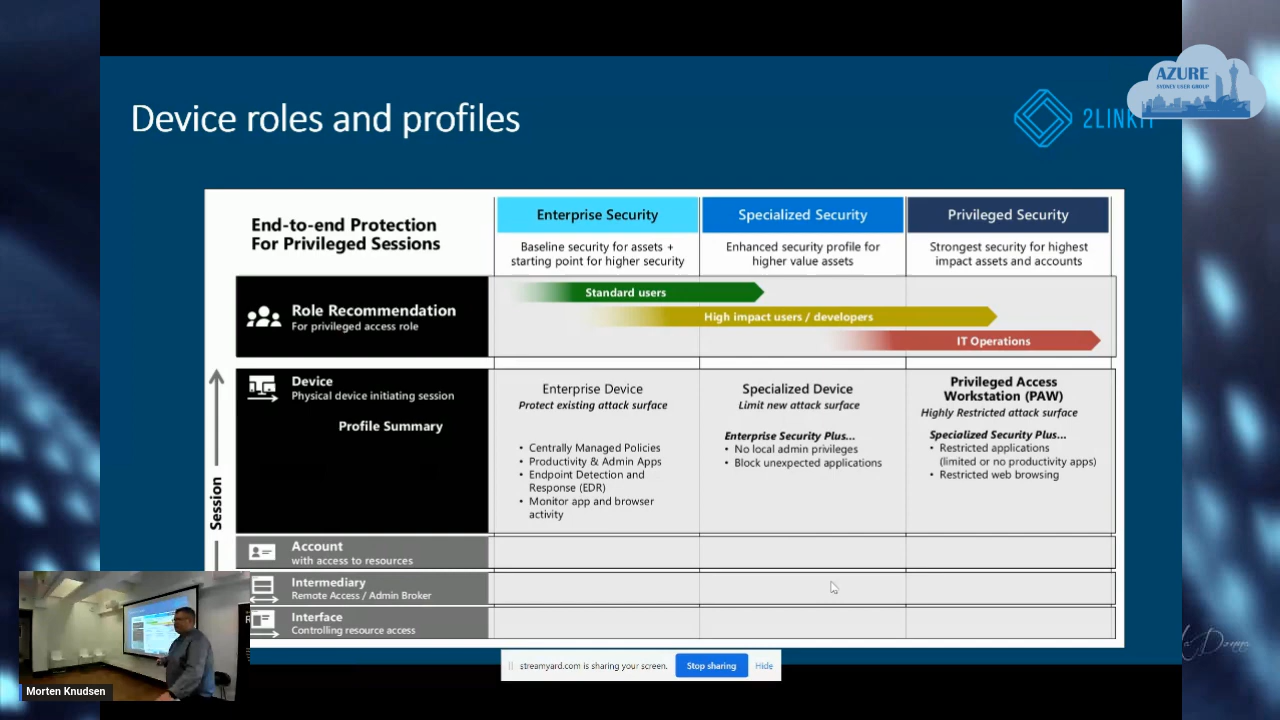 Device roles and profiles
2LINKIT
AZURE
SYDNEY USER GROUP
End-to-end Protection
For Privileged Sessions
Enterprise Security
Specialized Security
Privileged Security
Baseline security for assets +
starting point for higher security
Enhanced security profile for
higher value assets
Strongest security for highest
impact assets and accounts
Role Recommendation
For privileged access role
Standard users
High impact users / developers
IT Operations
Session
Device
Physical device initiating session
Profile Summary
Enterprise Device
Protect existing attack surface
• Centrally Managed Policies
• Productivity & Admin Apps
• Endpoint Detection and
Response (EDR)
• Monitor app and browser
activity
Specialized Device
Limit new attack surface
Enterprise Security Plus...
• No local admin privileges
• Block unexpected applications
Privileged Access
Workstation (PAW)
Highly Restricted attack surface
Specialized Security Plus...
• Restricted applications
(limited or no productivity apps)
• Restricted web browsing
Account
with access to resources
Intermediary
Remote Access / Admin Broker
Interface
Controlling resource access
streamyard.com is sharing your screen.
Stop sharing
Hide
Morten Knudsen
Donna